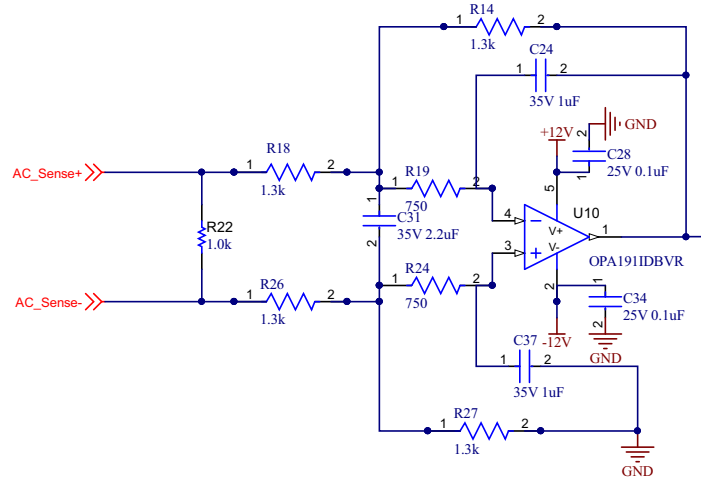 R14
1 2
1.3k
C24
1 2
35V 1uF
+12V
2
GND
C28
1
25V 0.1uF
AC_Sense+
R18
1 2
1.3k
R19
1 2
750
5
4
U10
V+
V-
1
3
OPA191IDBVR
2
R22
1.0k
1
C31
35V 2.2uF
2
R24
1 2
750
AC_Sense-
R26
1 2
1.3k
1
C34
25V 0.1uF
2
GND
-12V
C37
1 2
35V 1uF
R27
1 2
1.3k
GND